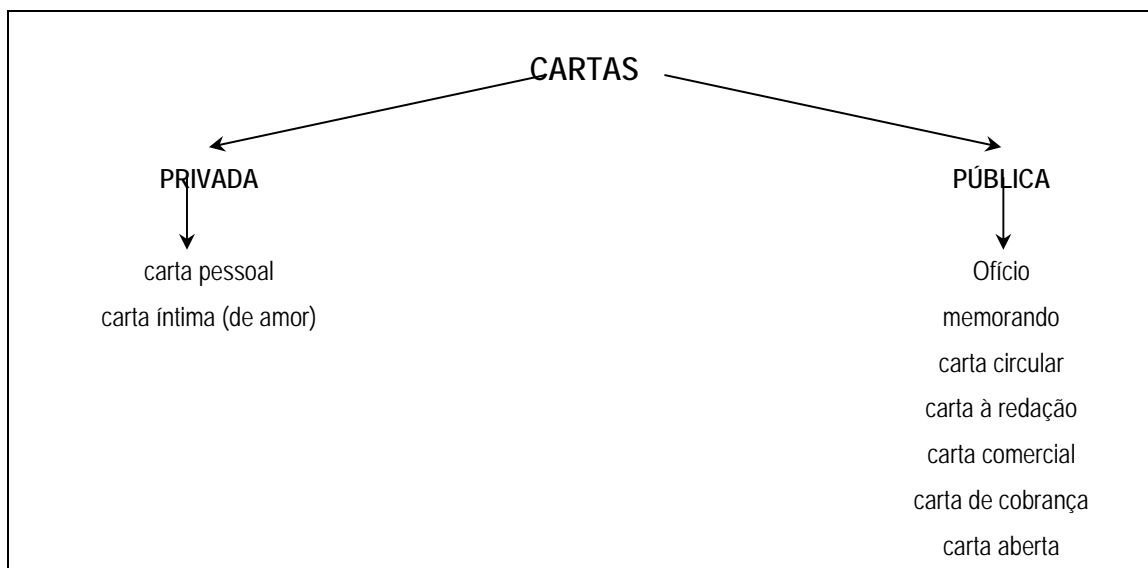 CARTAS
PRIVADA
PÚBLICA
carta pessoal
carta íntima (de amor)
Ofício
memorando
carta circular
carta à redação
carta comercial
carta de cobrança
carta aberta